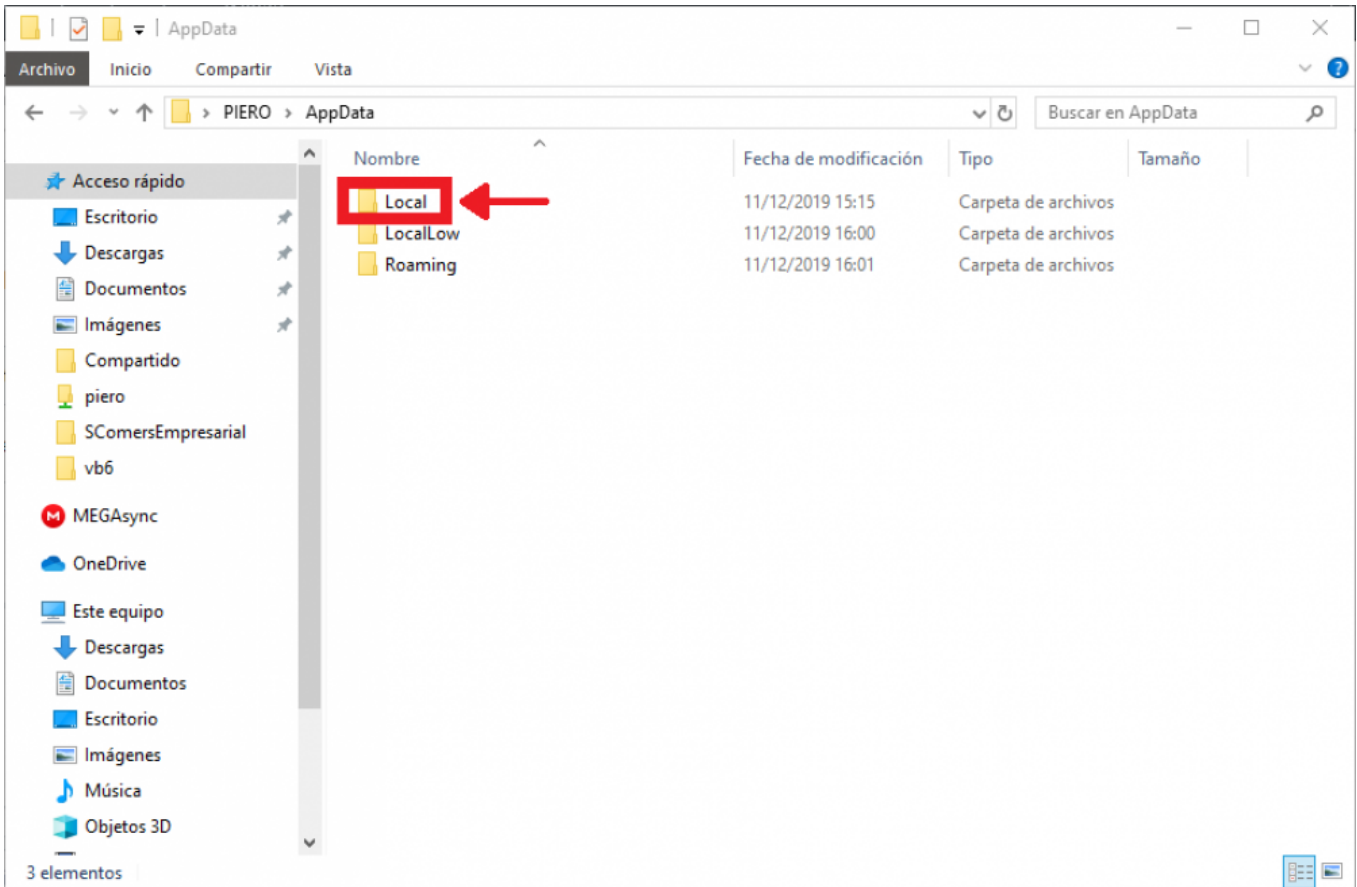 AppData
Archivo Inicio Compartir Vista
PIERO > AppData
Buscar en AppData
Nombre Fecha de modificación Tipo Tamaño
Local 11/12/2019 15:15 Carpeta de archivos
LocalLow 11/12/2019 16:00 Carpeta de archivos
Roaming 11/12/2019 16:01 Carpeta de archivos
Acceso rápido
Escritorio
Descargas
Documentos
Imágenes
Compartido
piero
SComersEmpresarial
vb6
MEGAsync
OneDrive
Este equipo
Descargas
Documentos
Escritorio
Imágenes
Música
Objetos 3D
3 elementos